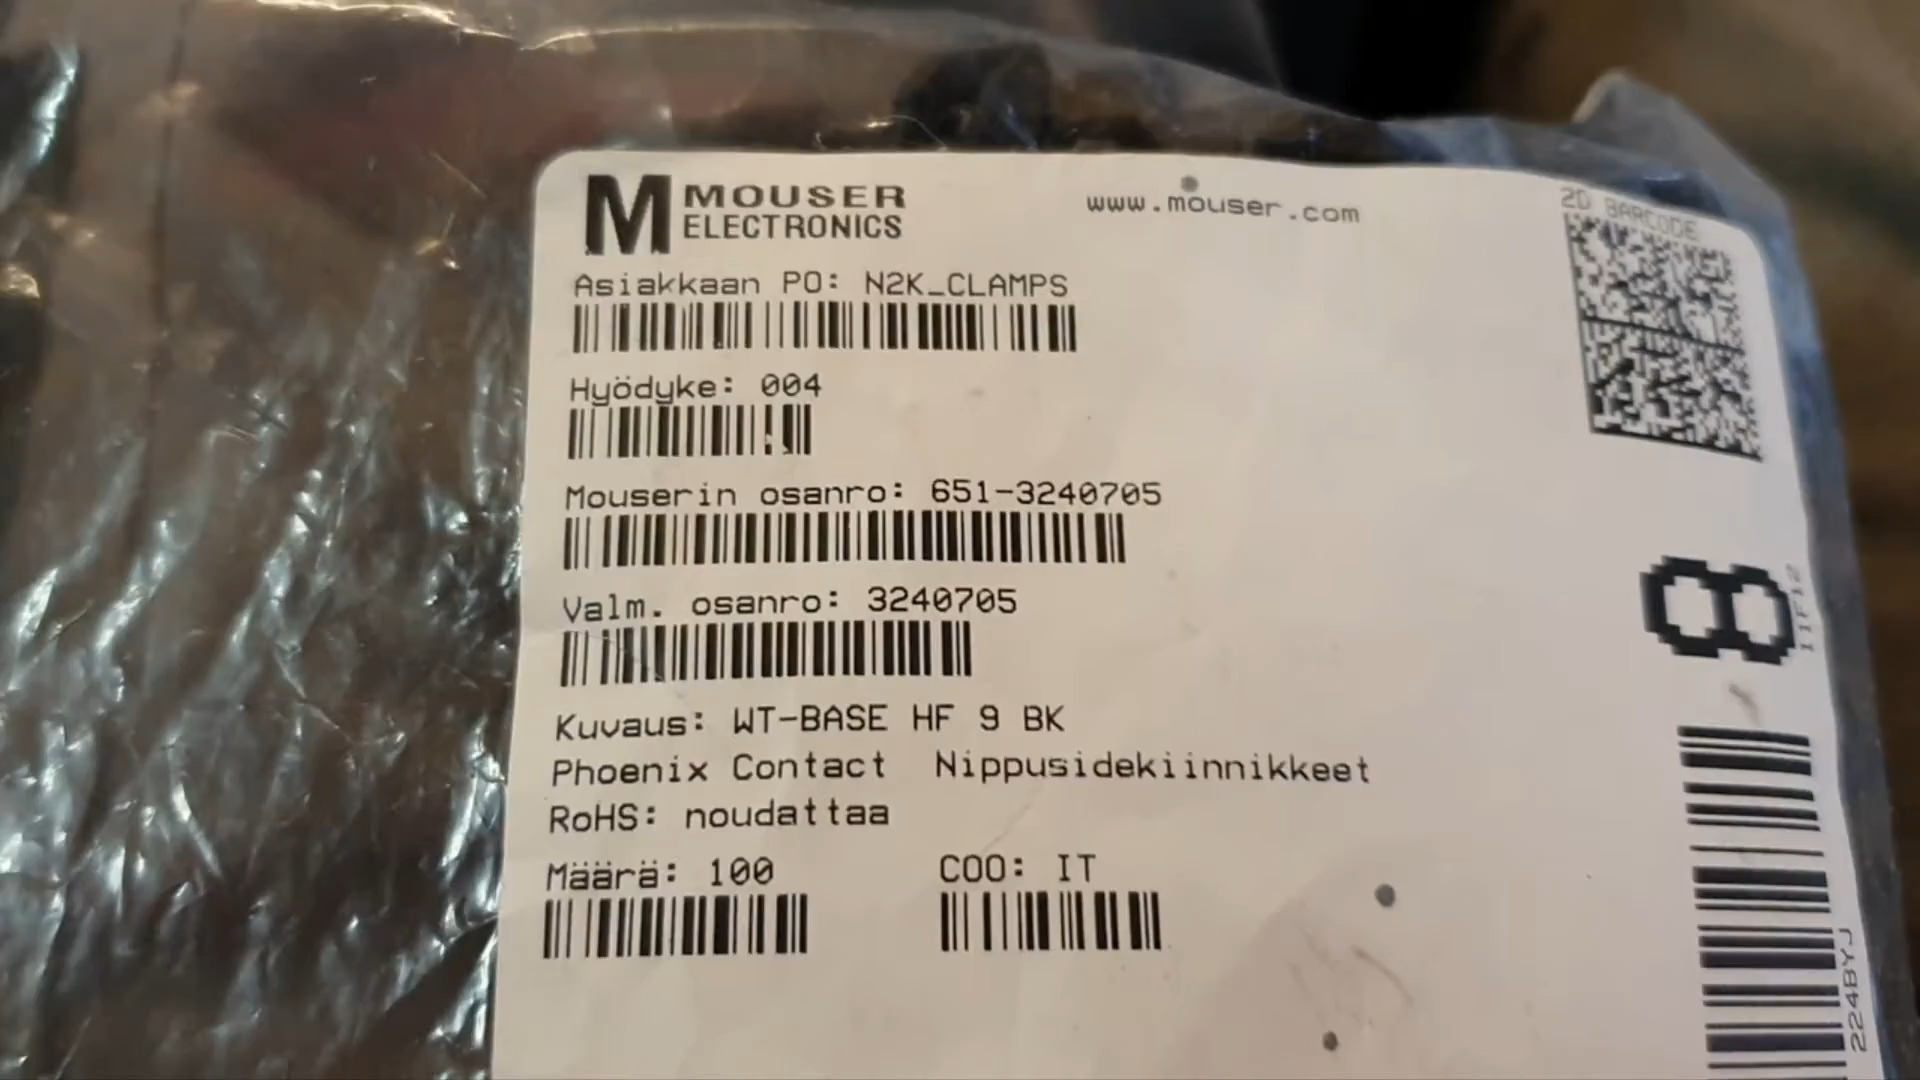 M MOUSER
ELECTRONICS
www.mouser.com
2D BARCODE
Asiakkaan PO: N2K_CLAMPS
Hyödyke: 004
Mouserin osanro: 651-3240705
Valm. osanro: 3240705
Kuvaus: WT-BASE HF 9 BK
Phoenix Contact Nippusidekiinnikkeet
RoHS: noudattaa
Määrä: 100 COO: IT
8
11F12
224BYJ